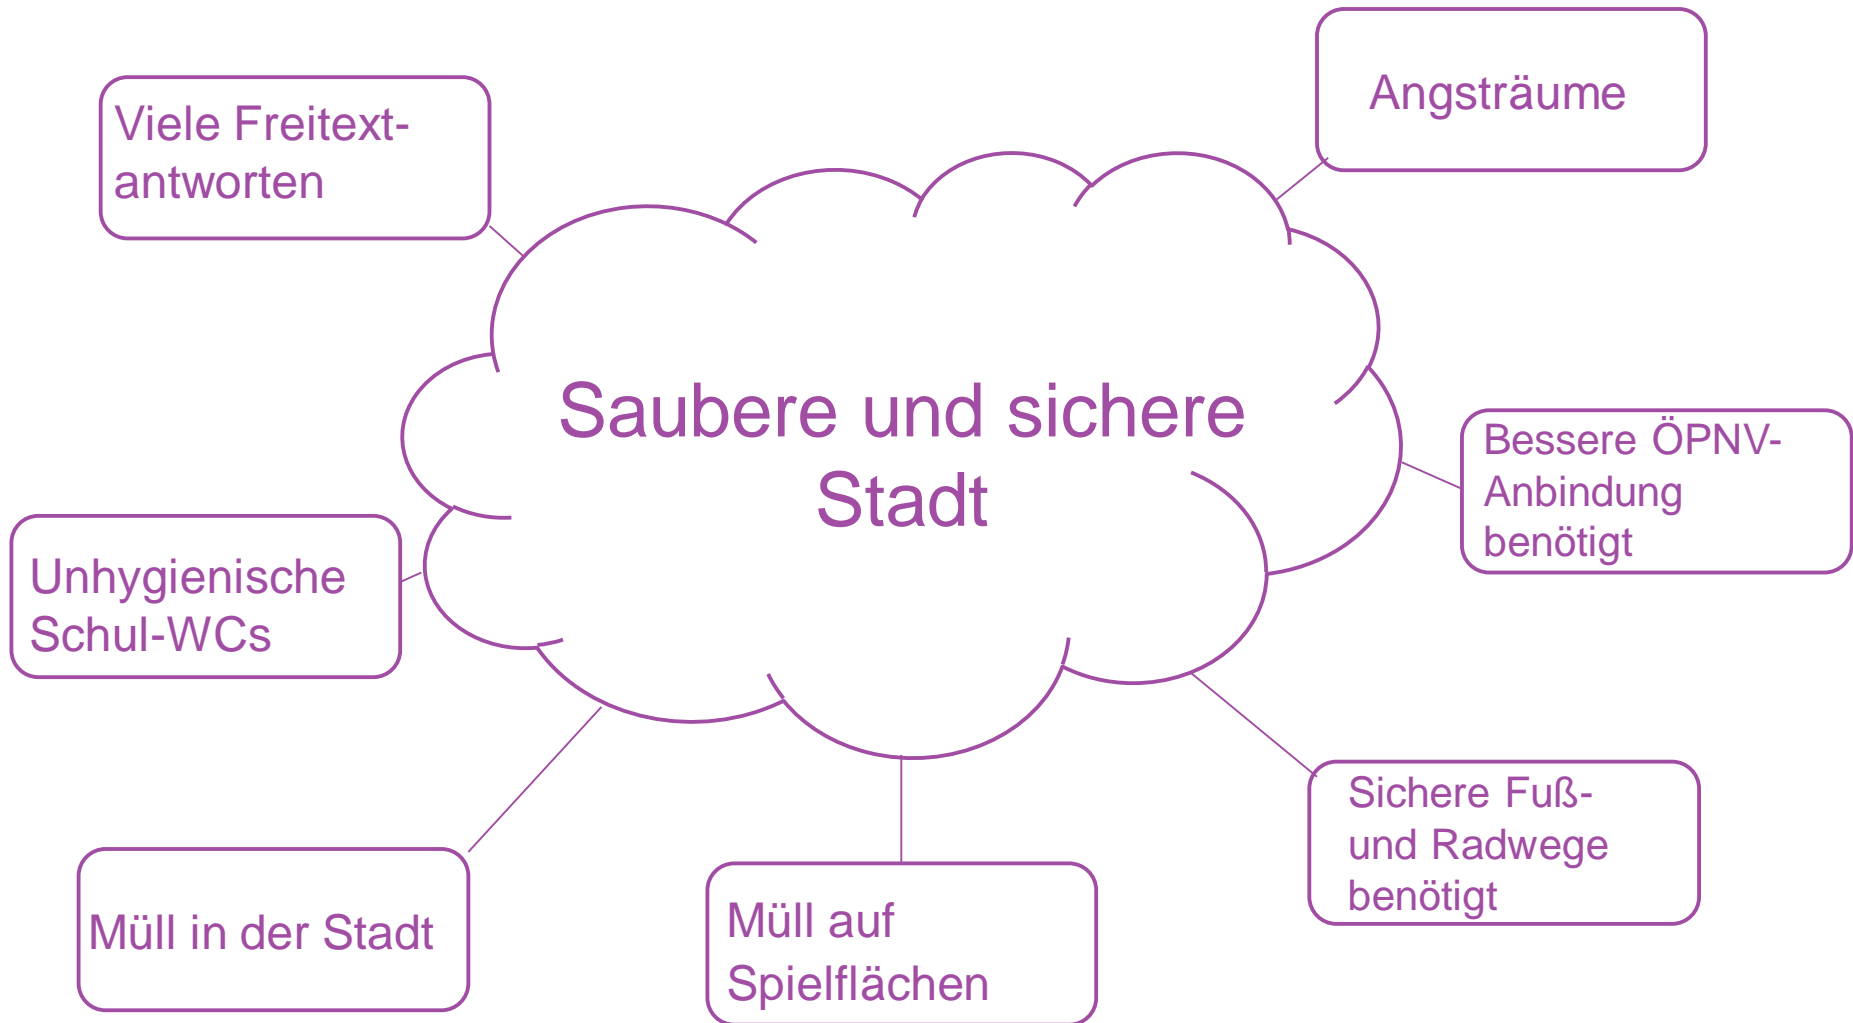 Viele Freitext-
antworten
Angsträume
Saubere und sichere
Stadt
Bessere ÖPNV-
Anbindung
benötigt
Unhygienische
Schul-WCs
Sichere Fuß-
und Radwege
benötigt
Müll in der Stadt
Müll auf
Spielflächen